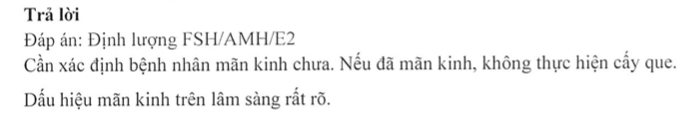 Trả lời
Đáp án: Định lượng FSH/AMH/E2
Cần xác định bệnh nhân mãn kinh chưa. Nếu đã mãn kinh, không thực hiện cấy que.
Dấu hiệu mãn kinh trên lâm sàng rất rõ.